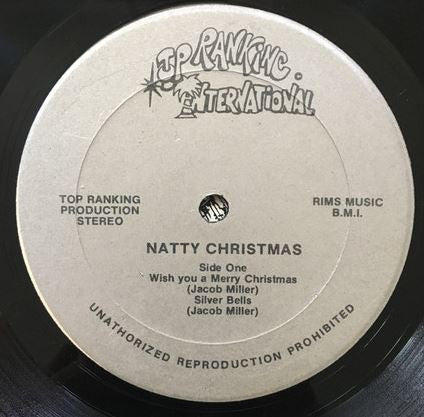 TOP RANKING.
INTERNATIONAL
TOP RANKING
PRODUCTION
STEREO
RIMS MUSIC
B.M.I.
NATTY CHRISTMAS
Side One
Wish you a Merry Christmas
(Jacob Miller)
Silver Bells
(Jacob Miller)
UNATHORIZED REPRODUCTION PROHIBITED